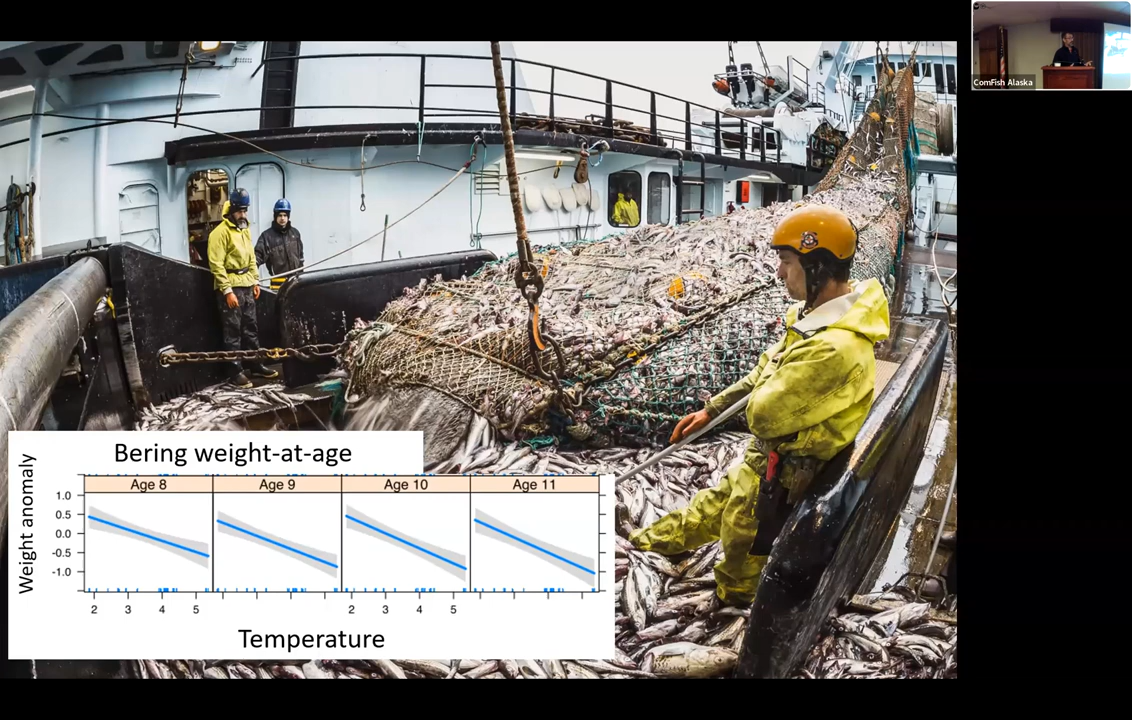 ComFish Alaska
Bering weight-at-age
Weight anomaly
Age 8 Age 9 Age 10 Age 11
1.0
0.5
0.0
-0.5
-1.0
2 3 4 5 2 3 4 5
Temperature